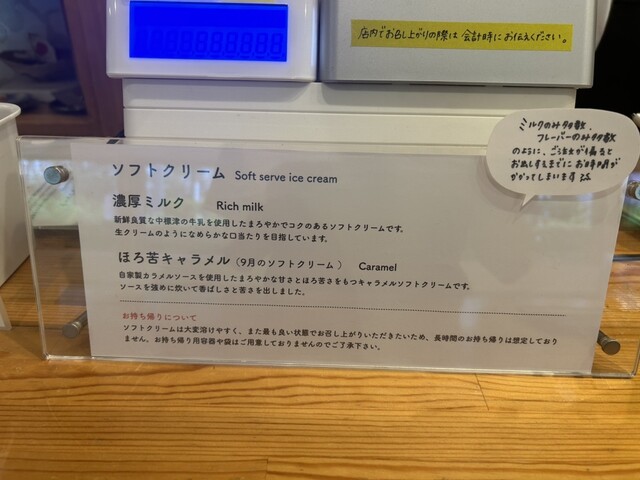 店内でお召し上がりの際は 会計時にお伝えください。
ミルクのみ多数、
フレーバーのみ多数
のように、ご注文が偏ると
お出しするまでにお時間が
かかってしまいます
ソフトクリーム Soft serve ice cream
濃厚ミルク Rich milk
新鮮良質な中標津の牛乳を使用したまろやかでコクのあるソフトクリームです。
生クリームのようになめらかな口当たりを目指しています。
ほろ苦キャラメル(9月のソフトクリーム) Caramel
自家製カラメルソースを使用したまろやかな甘さとほろ苦さをもつキャラメルソフトクリームです。
ソースを強めに炊いて香ばしさと苦さを出しました。
お持ち帰りについて
ソフトクリームは大変溶けやすく、また最も良い状態でお召し上がりいただきたいため、長時間のお持ち帰りは想定しており
ません。お持ち帰り用容器や袋はご用意しておりませんのでご了承下さい。